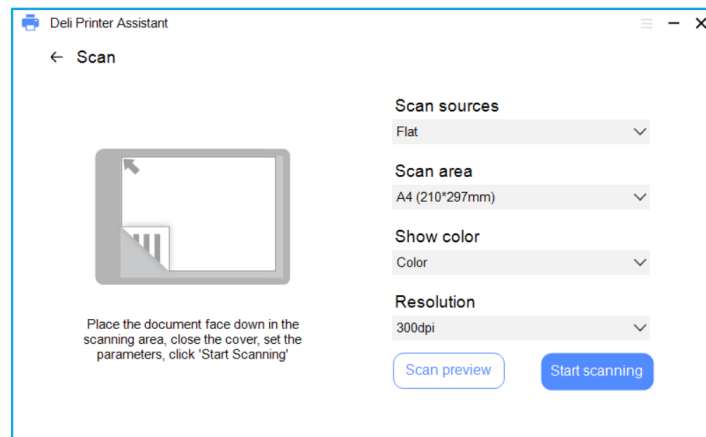 Deli Printer Assistant
Scan
Scan sources
Flat
Scan area
A4 (210*297mm)
Show color
Color
Resolution
300dpi
Place the document face down in the
scanning area, close the cover, set the
parameters, click 'Start Scanning'
Scan preview
Start scanning